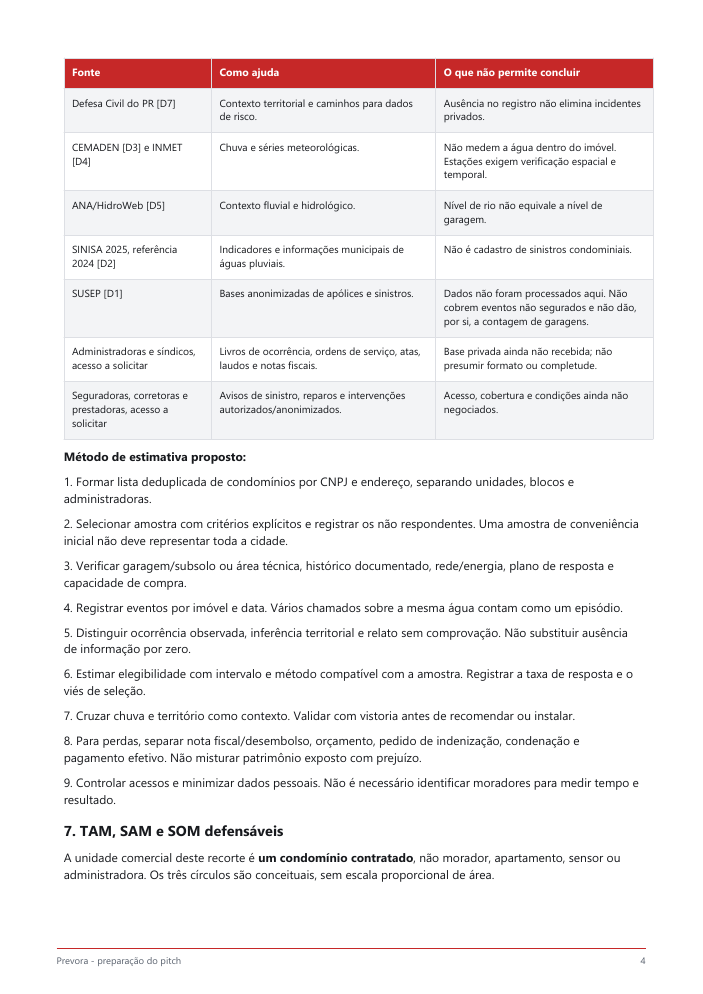 Fonte
Como ajuda
O que não permite concluir
Defesa Civil do PR [D7]
Contexto territorial e caminhos para dados
de risco.
Ausência no registro não elimina incidentes
privados.
CEMADEN [D3] e INMET
[D4]
Chuva e séries meteorológicas.
Não medem a água dentro do imóvel.
Estações exigem verificação espacial e
temporal.
ANA/HidroWeb [D5]
Contexto fluvial e hidrológico.
Nível de rio não equivale a nível de
garagem.
SINISA 2025, referência
2024 [D2]
Indicadores e informações municipais de
águas pluviais.
Não é cadastro de sinistros condominiais.
SUSEP [D1]
Bases anonimizadas de apólices e sinistros.
Dados não foram processados aqui. Não
cobrem eventos não segurados e não dão,
por si, a contagem de garagens.
Administradoras e síndicos,
acesso a solicitar
Livros de ocorrência, ordens de serviço, atas,
laudos e notas fiscais.
Base privada ainda não recebida; não
presumir formato ou completude.
Seguradoras, corretoras e
prestadoras, acesso a
solicitar
Avisos de sinistro, reparos e intervenções
autorizados/anonimizados.
Acesso, cobertura e condições ainda não
negociados.
Método de estimativa proposto:
1. Formar lista deduplicada de condomínios por CNPJ e endereço, separando unidades, blocos e
administradoras.
2. Selecionar amostra com critérios explícitos e registrar os não respondentes. Uma amostra de conveniência
inicial não deve representar toda a cidade.
3. Verificar garagem/subsolo ou área técnica, histórico documentado, rede/energia, plano de resposta e
capacidade de compra.
4. Registrar eventos por imóvel e data. Vários chamados sobre a mesma água contam como um episódio.
5. Distinguir ocorrência observada, inferência territorial e relato sem comprovação. Não substituir ausência
de informação por zero.
6. Estimar elegibilidade com intervalo e método compatível com a amostra. Registrar a taxa de resposta e o
viés de seleção.
7. Cruzar chuva e território como contexto. Validar com vistoria antes de recomendar ou instalar.
8. Para perdas, separar nota fiscal/desembolso, orçamento, pedido de indenização, condenação e
pagamento efetivo. Não misturar patrimônio exposto com prejuízo.
9. Controlar acessos e minimizar dados pessoais. Não é necessário identificar moradores para medir tempo e
resultado.
7. TAM, SAM e SOM defensáveis
A unidade comercial deste recorte é um condomínio contratado, não morador, apartamento, sensor ou
administradora. Os três círculos são conceituais, sem escala proporcional de área.
Prevora - preparação do pitch
4